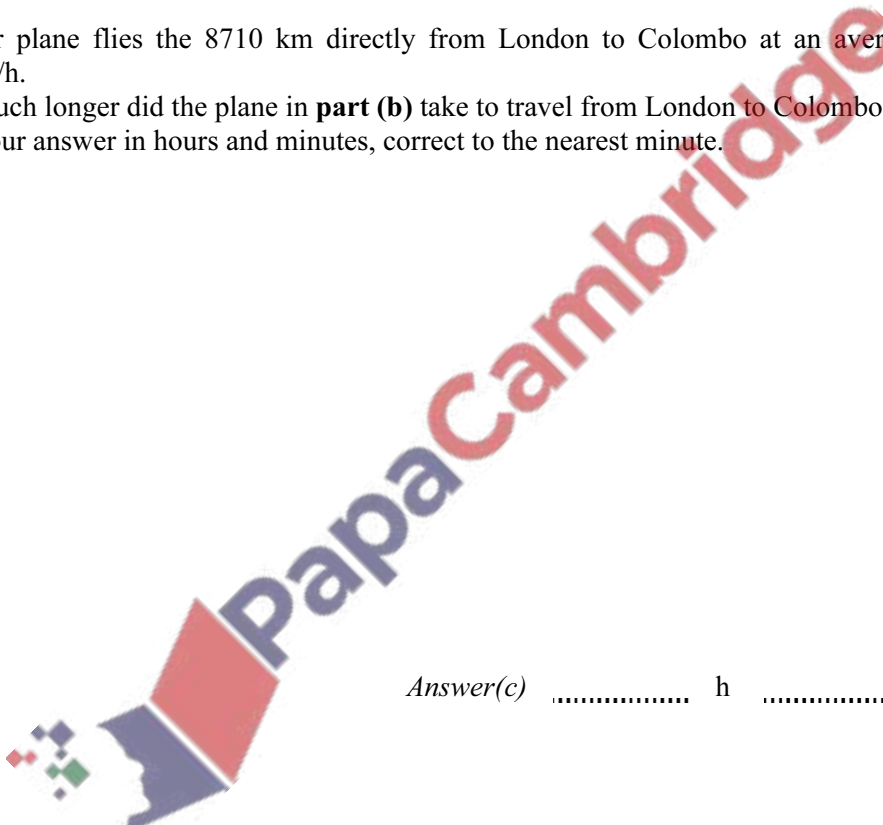 r plane flies the 8710 km directly from London to Colombo at an aver
/h.
uch longer did the plane in part (b) take to travel from London to Colombo
ur answer in hours and minutes, correct to the nearest minute.
PapaCambridge
Answer(c) ................. h ..............